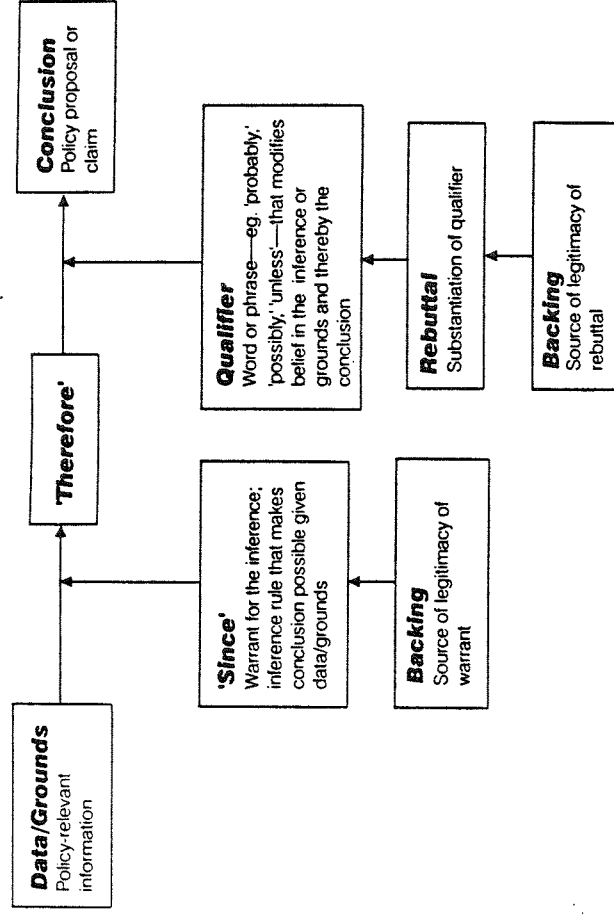 Data/Grounds
Policy-relevant
information
'Therefore'
Conclusion
Policy proposal or
claim
'Since'
Warrant for the inference;
inference rule that makes
conclusion possible given
data/grounds
Backing
Source of legitimacy of
warrant
Qualifier
Word or phrase—eg. 'probably,'
'possibly,' 'unless'—that modifies
belief in the inference or
grounds and thereby the
conclusion
Rebuttal
Substantiation of qualifier
Backing
Source of legitimacy of
rebuttal